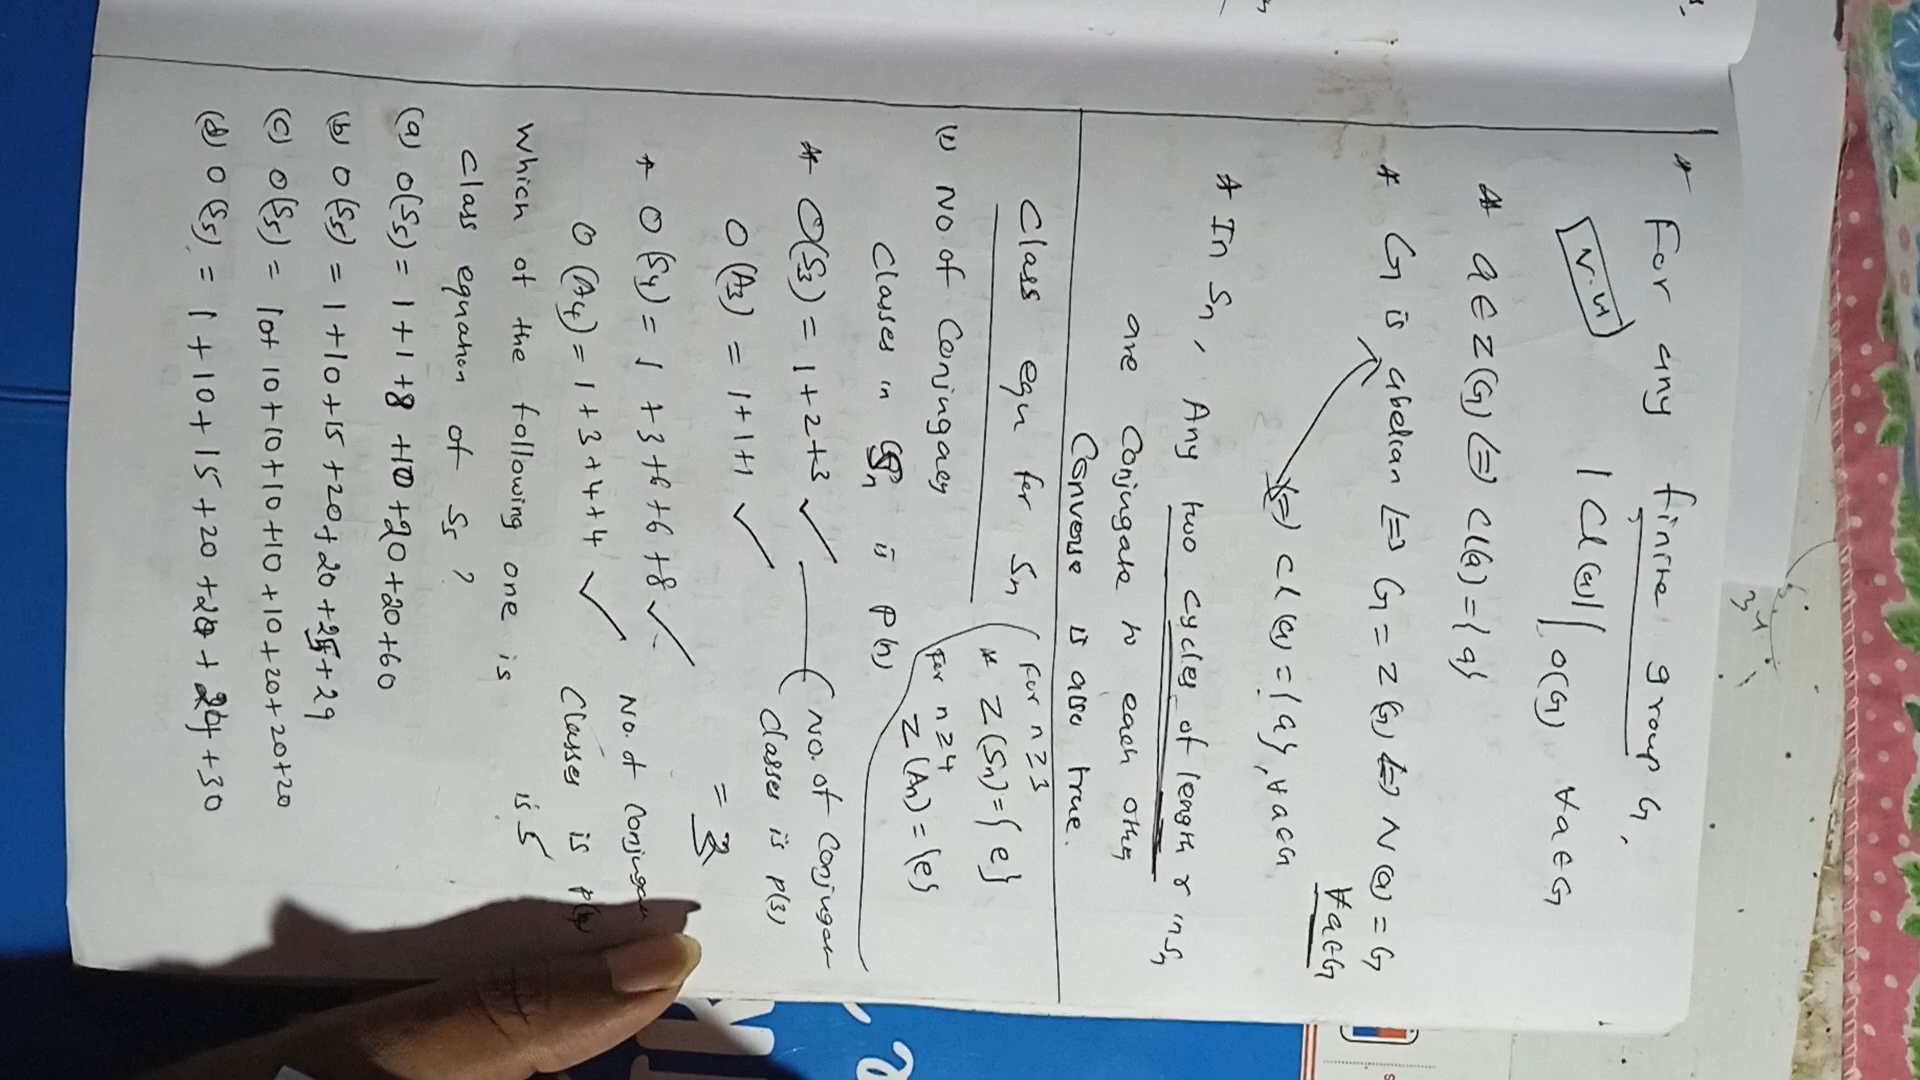 * For any finite group G,
N.W
|Cl(a)| | o(G) ∀a∈G
* a∈Z(G) ⇔ Cl(a)={a}
* G is abelian ⇔ G=Z(G) ⇔ N(a)=G
∀a∈G
⇔ Cl(a)={a}, ∀a∈G
* In Sn, Any two cycles of length r in Sn
are Conjugate to each other
Converse is also true.
Class eqn for Sn
for n≥3
* Z(Sn)={e}
for n≥4
Z(An)={e}
(1) No. of Conjugacy
Classes in Sn is P(n)
* O(S3) = 1+2+3 ✓ (No. of Conjugacy
Classes is P(3)
= 3
O(A3) = 1+1+1 ✓
* O(S4) = 1+3+6+6+8 ✓ No. of Conjugacy
Classes is P(4)
is 5
O(A4) = 1+3+4+4 ✓
Which of the following one is
Class equation of S5 ?
(a) O(S5) = 1+1+8+10+20+20+60
(b) O(S5) = 1+10+15+20+20+25+29
(c) O(S5) = 10+10+10+10+10+10+20+20+20
(d) O(S5) = 1+10+15+20+20+24+30